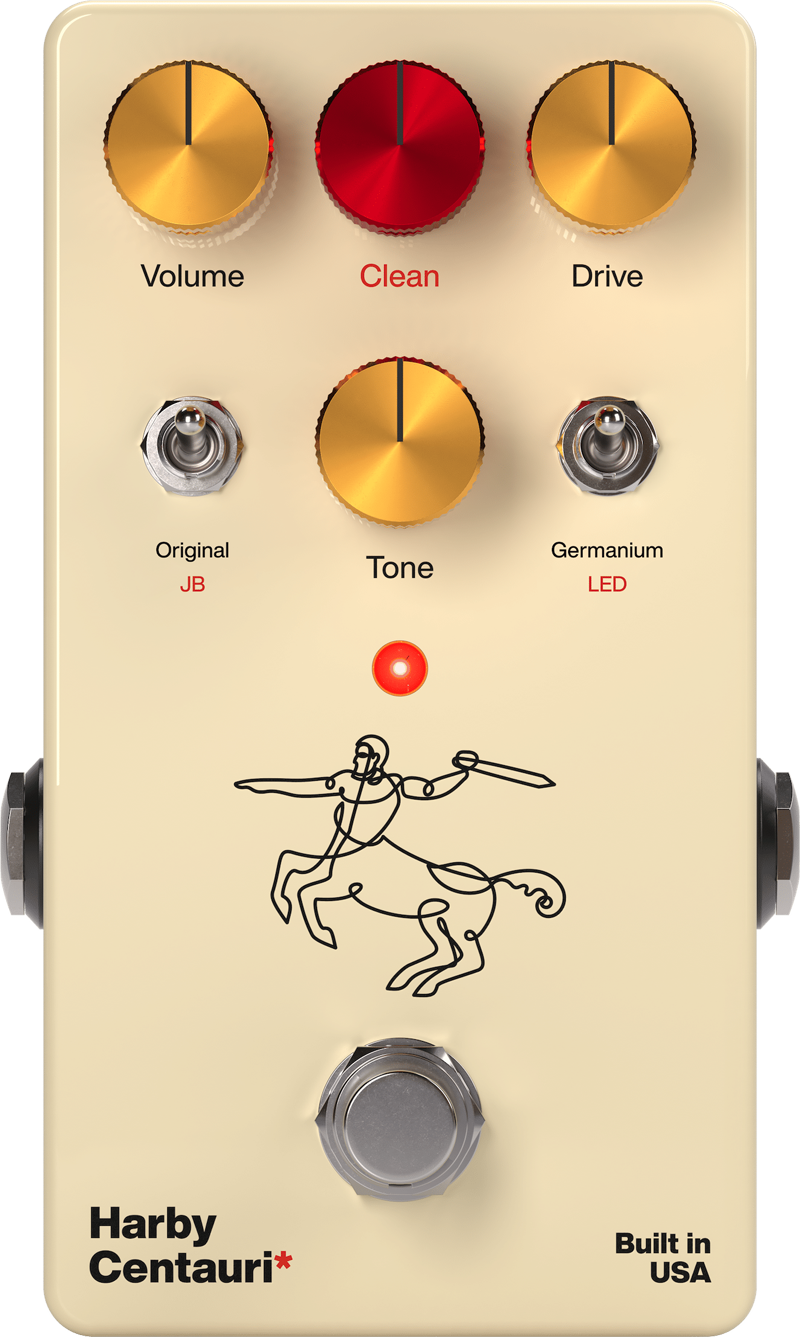 Volume Clean Drive
Original Tone Germanium
JB LED
Harby
Centauri*
Built in
USA